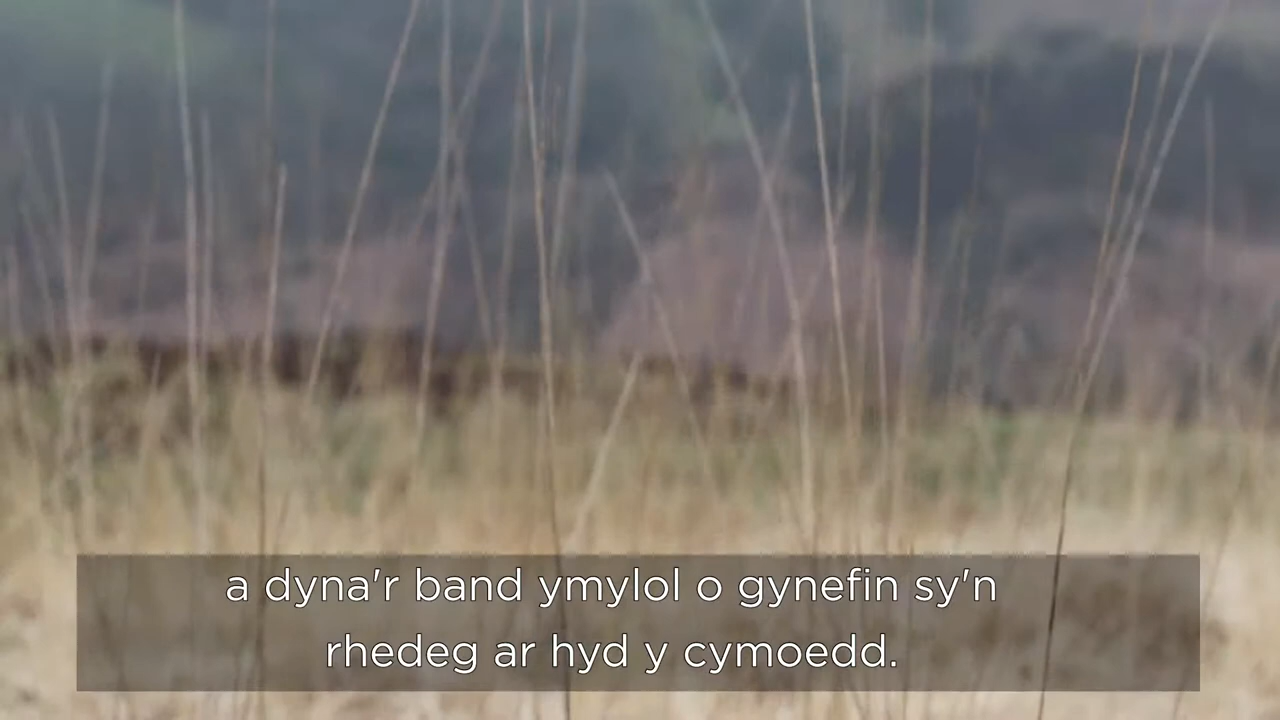 a dyna'r band ymylol o gynefin sy'n
rhedeg ar hyd y cymoedd.